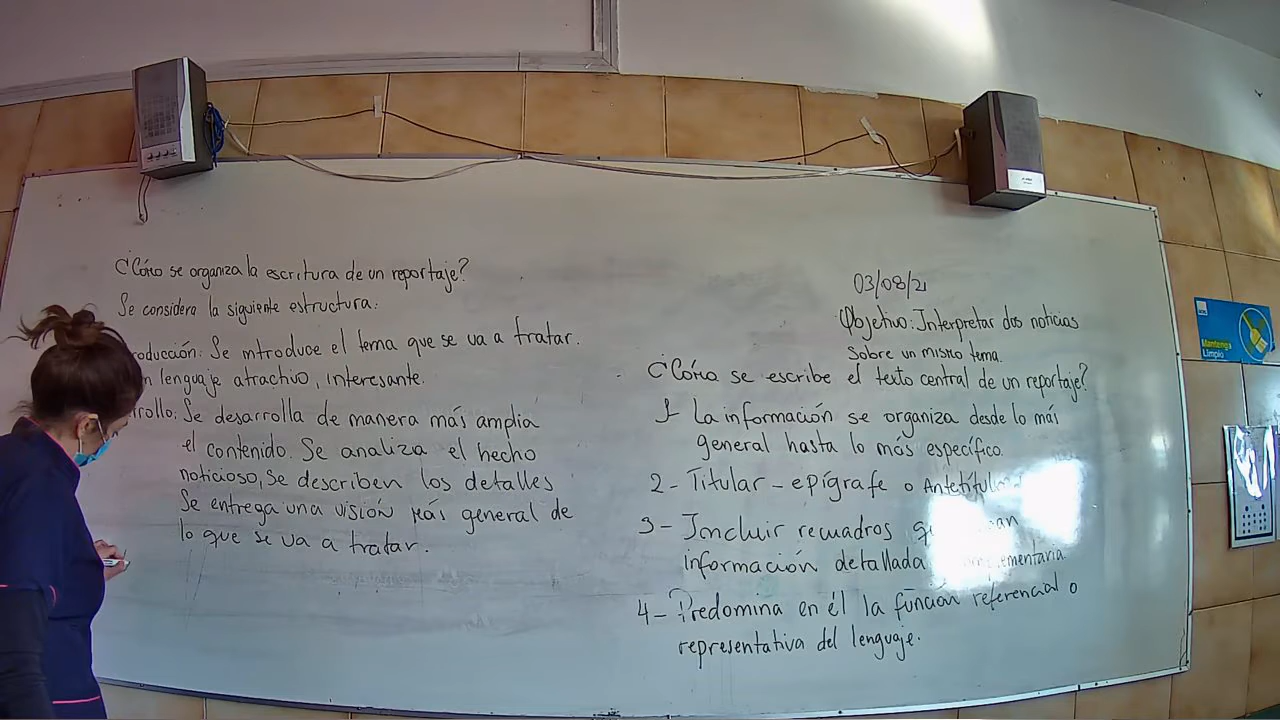 ¿Cómo se organiza la escritura de un reportaje?
Se considera la siguiente estructura:
roducción: Se introduce el tema que se va a tratar.
n lenguaje atractivo, interesante.
rrollo: Se desarrolla de manera más amplia
el contenido. Se analiza el hecho
noticioso, se describen los detalles
Se entrega una visión más general de
lo que se va a tratar.
03/08/21
Objetivo: Interpretar dos noticias
sobre un mismo tema.
¿Cómo se escribe el texto central de un reportaje?
1- La información se organiza desde lo más
general hasta lo más específico.
2- Titular - epígrafe o Antetítulo
3- Incluir recuadros
información detallada
4- Predomina en él la función referencial o
representativa del lenguaje.
Mantenga
Limpio